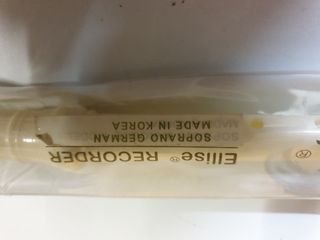 Ellise® RECORDER
SOPRANO GERMAN
MADE IN KOREA